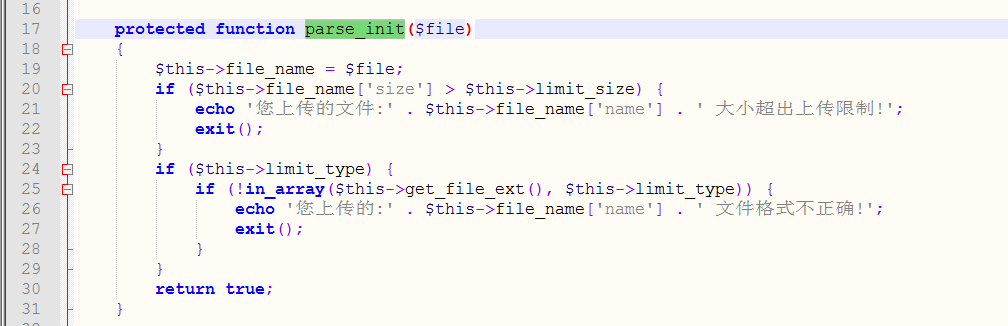 16
17 protected function parse_init($file)
18 {
19 $this->file_name = $file;
20 if ($this->file_name['size'] > $this->limit_size) {
21 echo '您上传的文件:' . $this->file_name['name'] . ' 大小超出上传限制!';
22 exit();
23 }
24 if ($this->limit_type) {
25 if (!in_array($this->get_file_ext(), $this->limit_type)) {
26 echo '您上传的:' . $this->file_name['name'] . ' 文件格式不正确!';
27 exit();
28 }
29 }
30 return true;
31 }